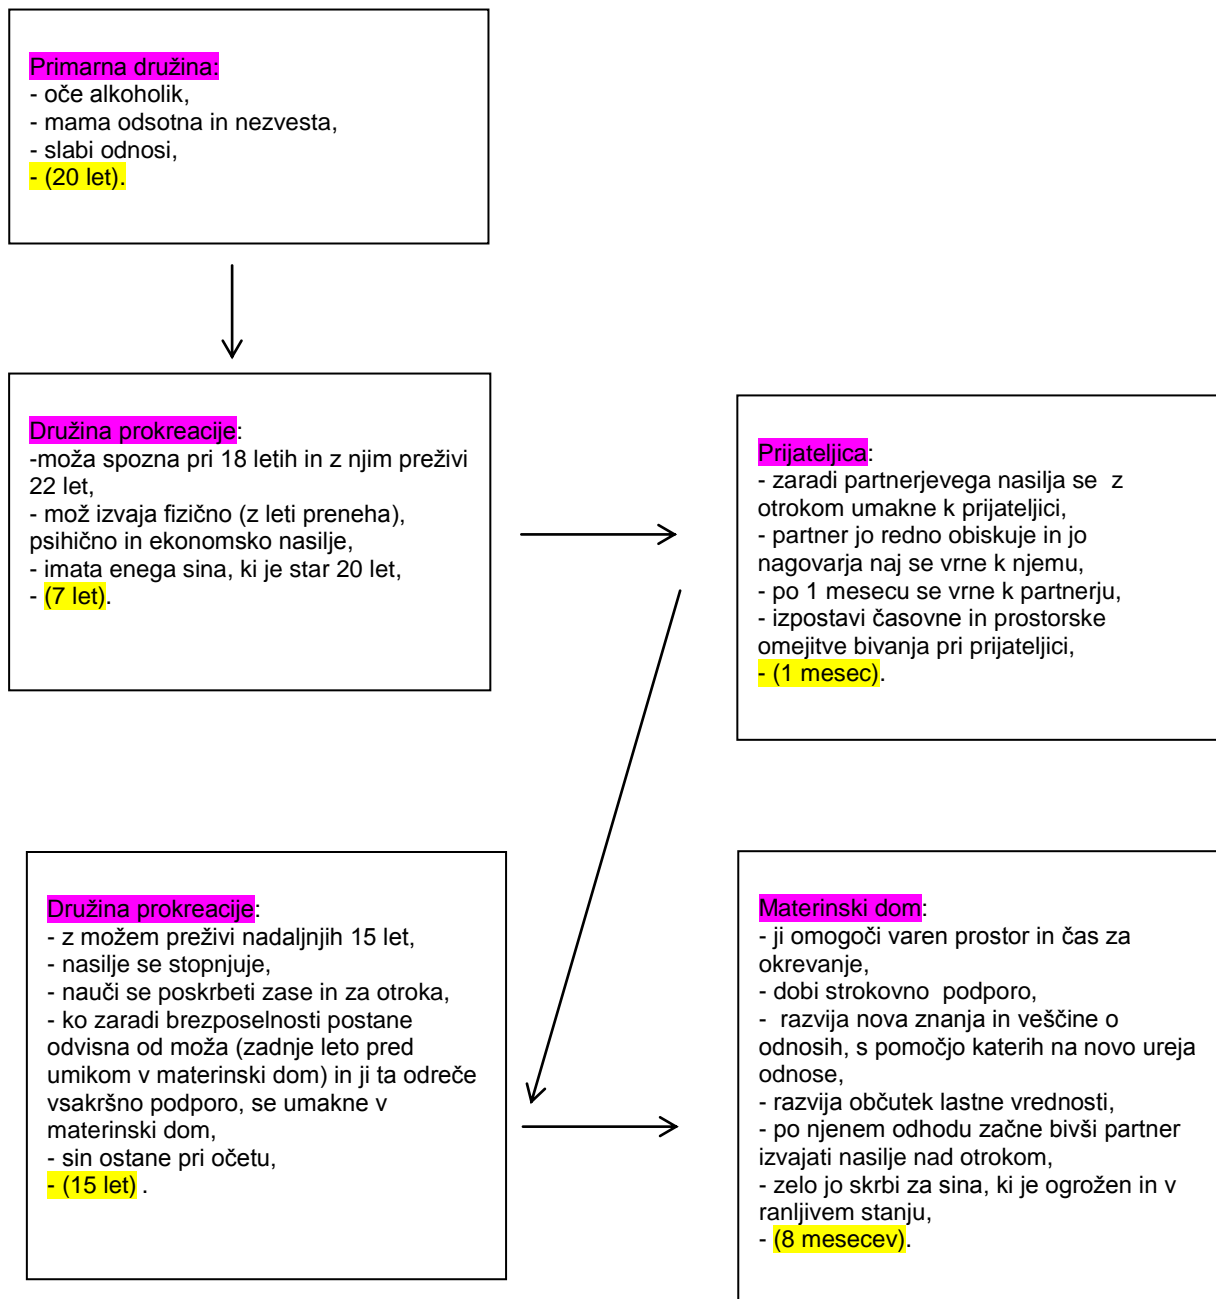 Primarna družina:
- oče alkoholik,
- mama odsotna in nezvesta,
- slabi odnosi,
- (20 let).
Družina prokreacije:
-moža spozna pri 18 letih in z njim preživi
22 let,
- mož izvaja fizično (z leti preneha),
psihično in ekonomsko nasilje,
- imata enega sina, ki je star 20 let,
- (7 let).
Prijateljica:
- zaradi partnerjevega nasilja se z
otrokom umakne k prijateljici,
- partner jo redno obiskuje in jo
nagovarja naj se vrne k njemu,
- po 1 mesecu se vrne k partnerju,
- izpostavi časovne in prostorske
omejitve bivanja pri prijateljici,
- (1 mesec).
Družina prokreacije:
- z možem preživi nadaljnjih 15 let,
- nasilje se stopnjuje,
- nauči se poskrbeti zase in za otroka,
- ko zaradi brezposelnosti postane
odvisna od moža (zadnje leto pred
umikom v materinski dom) in ji ta odreče
vsakršno podporo, se umakne v
materinski dom,
- sin ostane pri očetu,
- (15 let) .
Materinski dom:
- ji omogoči varen prostor in čas za
okrevanje,
- dobi strokovno podporo,
- razvija nova znanja in veščine o
odnosih, s pomočjo katerih na novo ureja
odnose,
- razvija občutek lastne vrednosti,
- po njenem odhodu začne bivši partner
izvajati nasilje nad otrokom,
- zelo jo skrbi za sina, ki je ogrožen in v
ranljivem stanju,
- (8 mesecev).